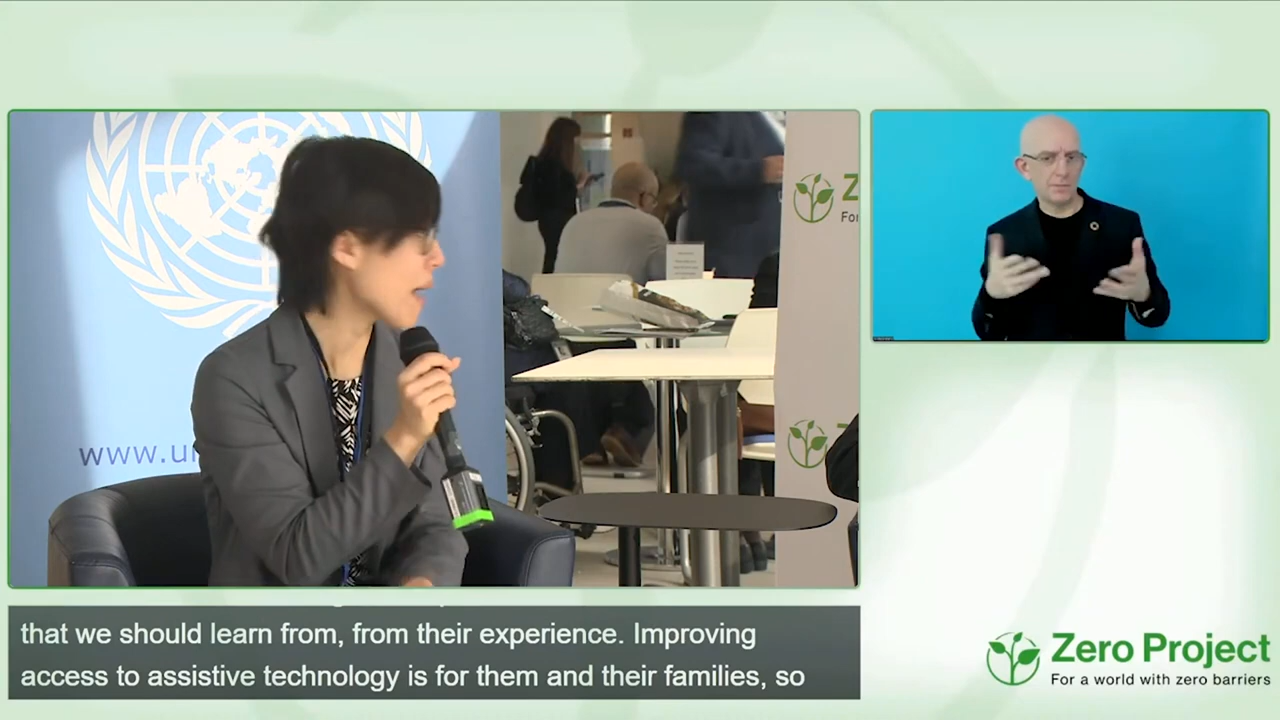 www.u
Z
For
that we should learn from, from their experience. Improving
access to assistive technology is for them and their families, so
Zero Project
For a world with zero barriers